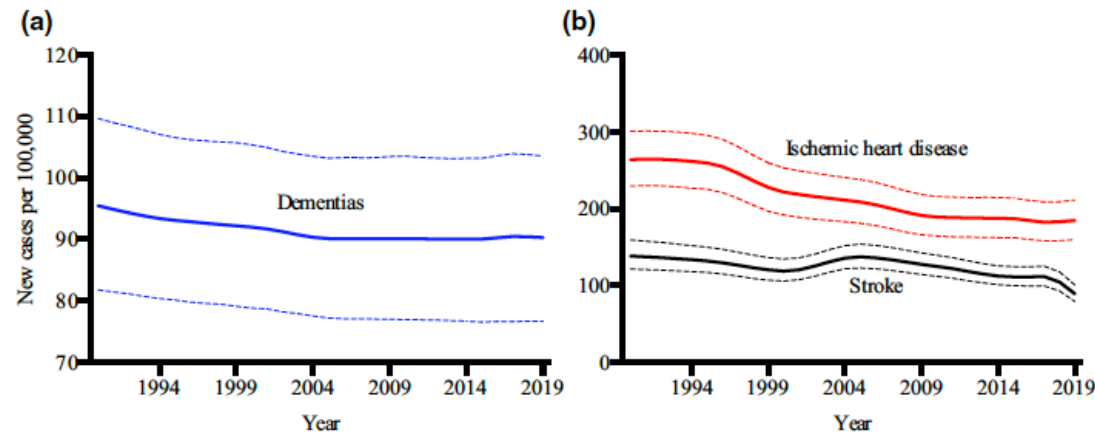 (a)
New cases per 100,000
120
110
100
90
80
70
Dementias
1994 1999 2004 2009 2014 2019
Year
(b)
400
300
200
100
0
Ischemic heart disease
Stroke
1994 1999 2004 2009 2014 2019
Year